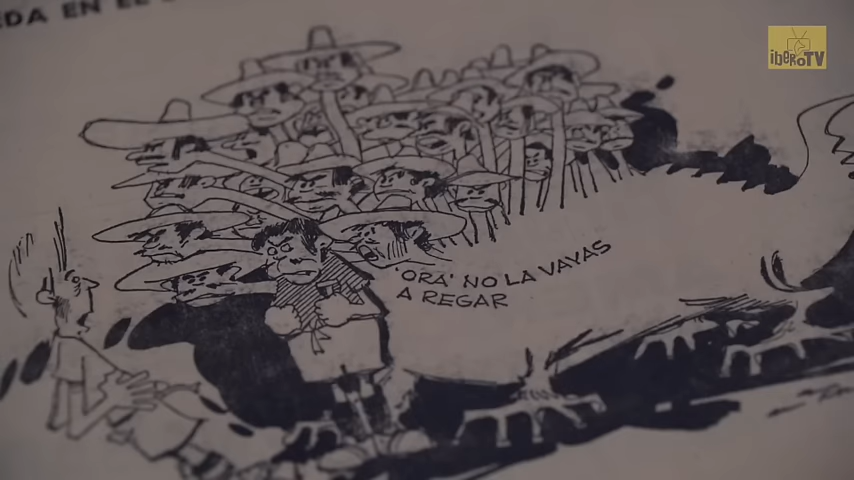 EDA EN EL
iberoTV
'ORA' NO LA VAYAS
A REGAR